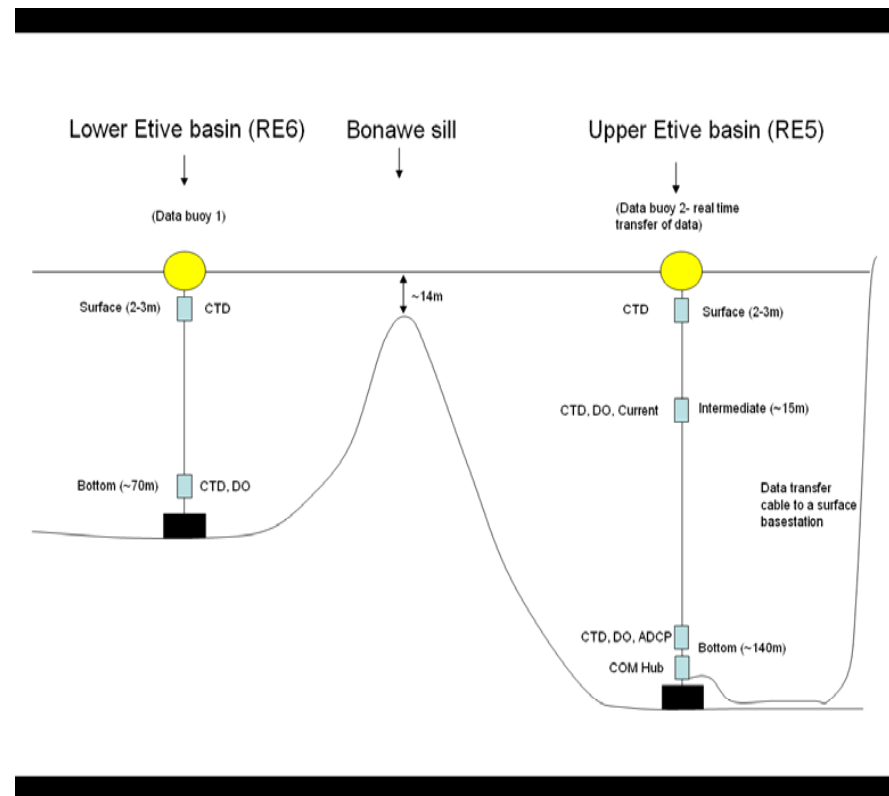 Lower Etive basin (RE6)
Bonawe sill
Upper Etive basin (RE5)
(Data buoy 1)
(Data buoy 2- real time
transfer of data)
~14m
Surface (2-3m)
CTD
CTD
Surface (2-3m)
CTD, DO, Current
Intermediate (~15m)
Bottom (~70m)
CTD, DO
Data transfer
cable to a surface
basestation
CTD, DO, ADCP
Bottom (~140m)
COM Hub